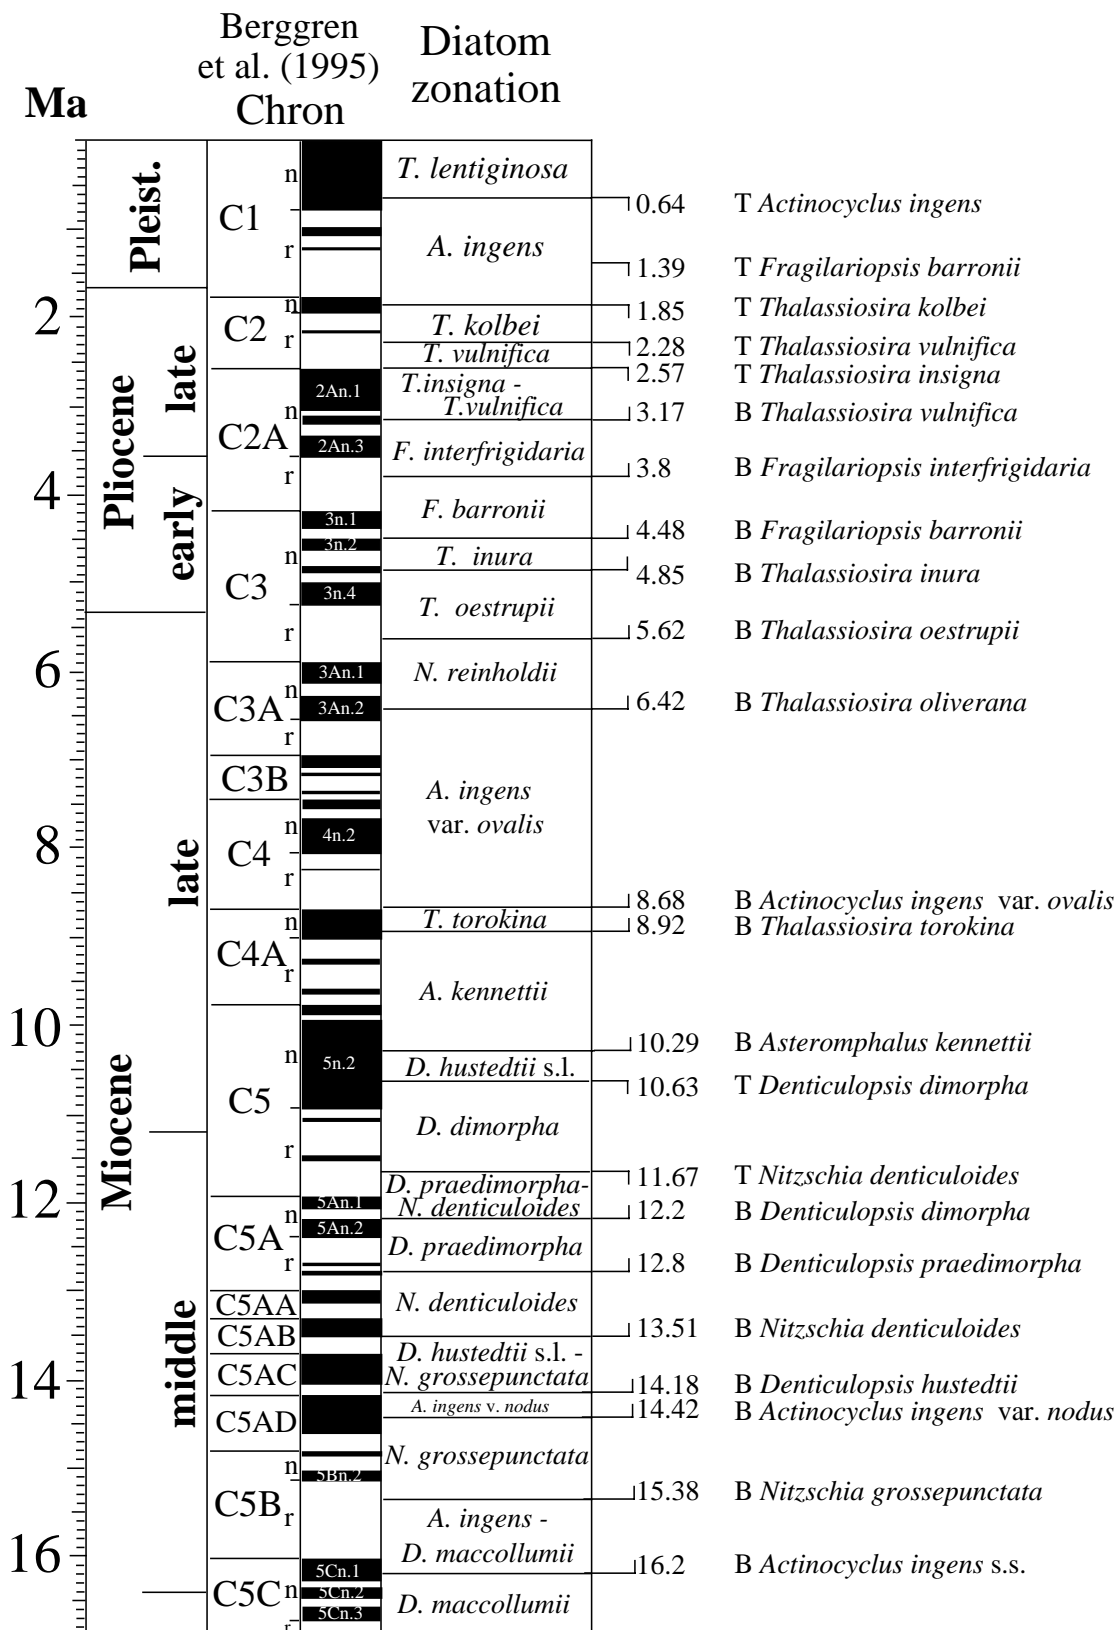 Berggren
et al. (1995)
Chron
Diatom
zonation
Ma
2
4
6
8
10
12
14
16
Pleist.
Pliocene
late
early
Miocene
late
middle
C1
n
r
C2
n
r
C2A
n
r
C3
n
r
C3A
n
r
C3B
C4
n
r
C4A
n
r
C5
n
r
C5A
n
r
C5AA
C5AB
C5AC
C5AD
C5B
n
r
C5C
n
r
2An.1
2An.3
3n.1
3n.2
3n.4
3An.1
3An.2
4n.2
5n.2
5An.1
5An.2
5Bn.2
5Cn.1
5Cn.2
5Cn.3
T. lentiginosa
A. ingens
T. kolbei
T. vulnifica
T.insigna -
T.vulnifica
F. interfrigidaria
F. barronii
T. inura
T. oestrupii
N. reinholdii
A. ingens
var. ovalis
T. torokina
A. kennettii
D. hustedtii s.l.
D. dimorpha
D. praedimorpha-
N. denticuloides
D. praedimorpha
N. denticuloides
D. hustedtii s.l. -
N. grossepunctata
A. ingens v. nodus
N. grossepunctata
A. ingens -
D. maccollumii
D. maccollumii
0.64 T Actinocyclus ingens
1.39 T Fragilariopsis barronii
1.85 T Thalassiosira kolbei
2.28 T Thalassiosira vulnifica
2.57 T Thalassiosira insigna
3.17 B Thalassiosira vulnifica
3.8 B Fragilariopsis interfrigidaria
4.48 B Fragilariopsis barronii
4.85 B Thalassiosira inura
5.62 B Thalassiosira oestrupii
6.42 B Thalassiosira oliverana
8.68 B Actinocyclus ingens var. ovalis
8.92 B Thalassiosira torokina
10.29 B Asteromphalus kennettii
10.63 T Denticulopsis dimorpha
11.67 T Nitzschia denticuloides
12.2 B Denticulopsis dimorpha
12.8 B Denticulopsis praedimorpha
13.51 B Nitzschia denticuloides
14.18 B Denticulopsis hustedtii
14.42 B Actinocyclus ingens var. nodus
15.38 B Nitzschia grossepunctata
16.2 B Actinocyclus ingens s.s.